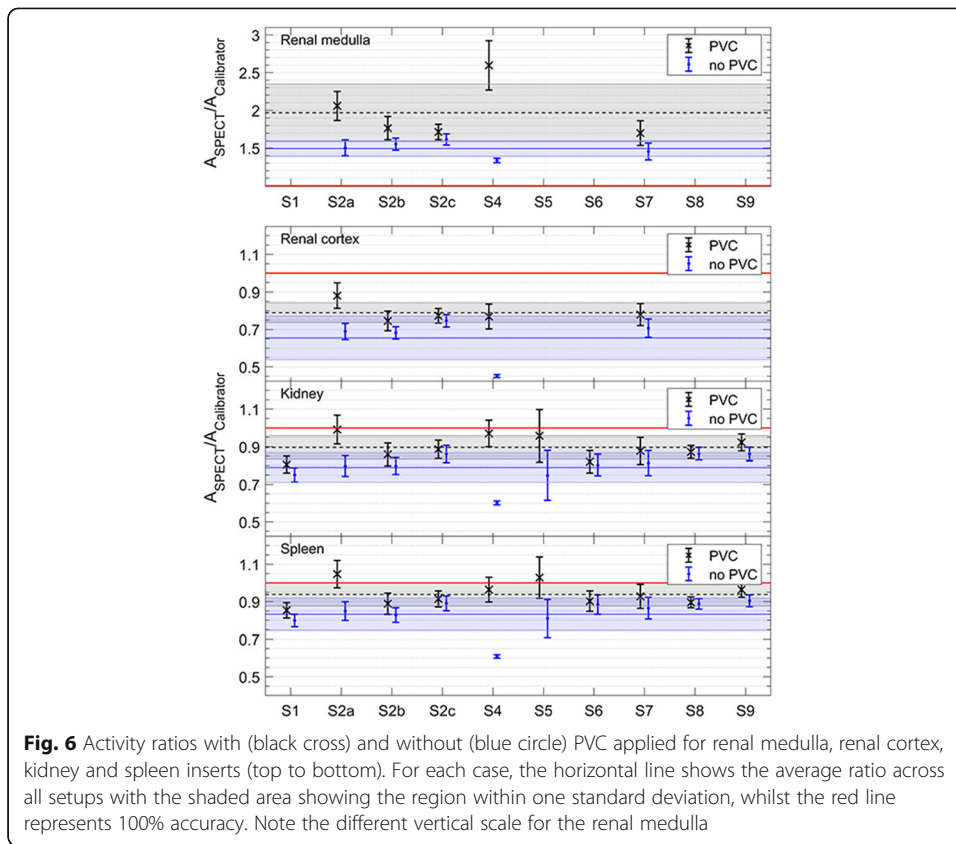 Renal medulla
PVC
no PVC
3
2.5
2
1.5
A_SPECT/A_Calibrator
S1 S2a S2b S2c S4 S5 S6 S7 S8 S9
Renal cortex
PVC
no PVC
1.1
0.9
0.7
0.5
Kidney
PVC
no PVC
1.1
0.9
0.7
0.5
A_SPECT/A_Calibrator
Spleen
PVC
no PVC
1.1
0.9
0.7
0.5
S1 S2a S2b S2c S4 S5 S6 S7 S8 S9
Fig. 6 Activity ratios with (black cross) and without (blue circle) PVC applied for renal medulla, renal cortex,
kidney and spleen inserts (top to bottom). For each case, the horizontal line shows the average ratio across
all setups with the shaded area showing the region within one standard deviation, whilst the red line
represents 100% accuracy. Note the different vertical scale for the renal medulla